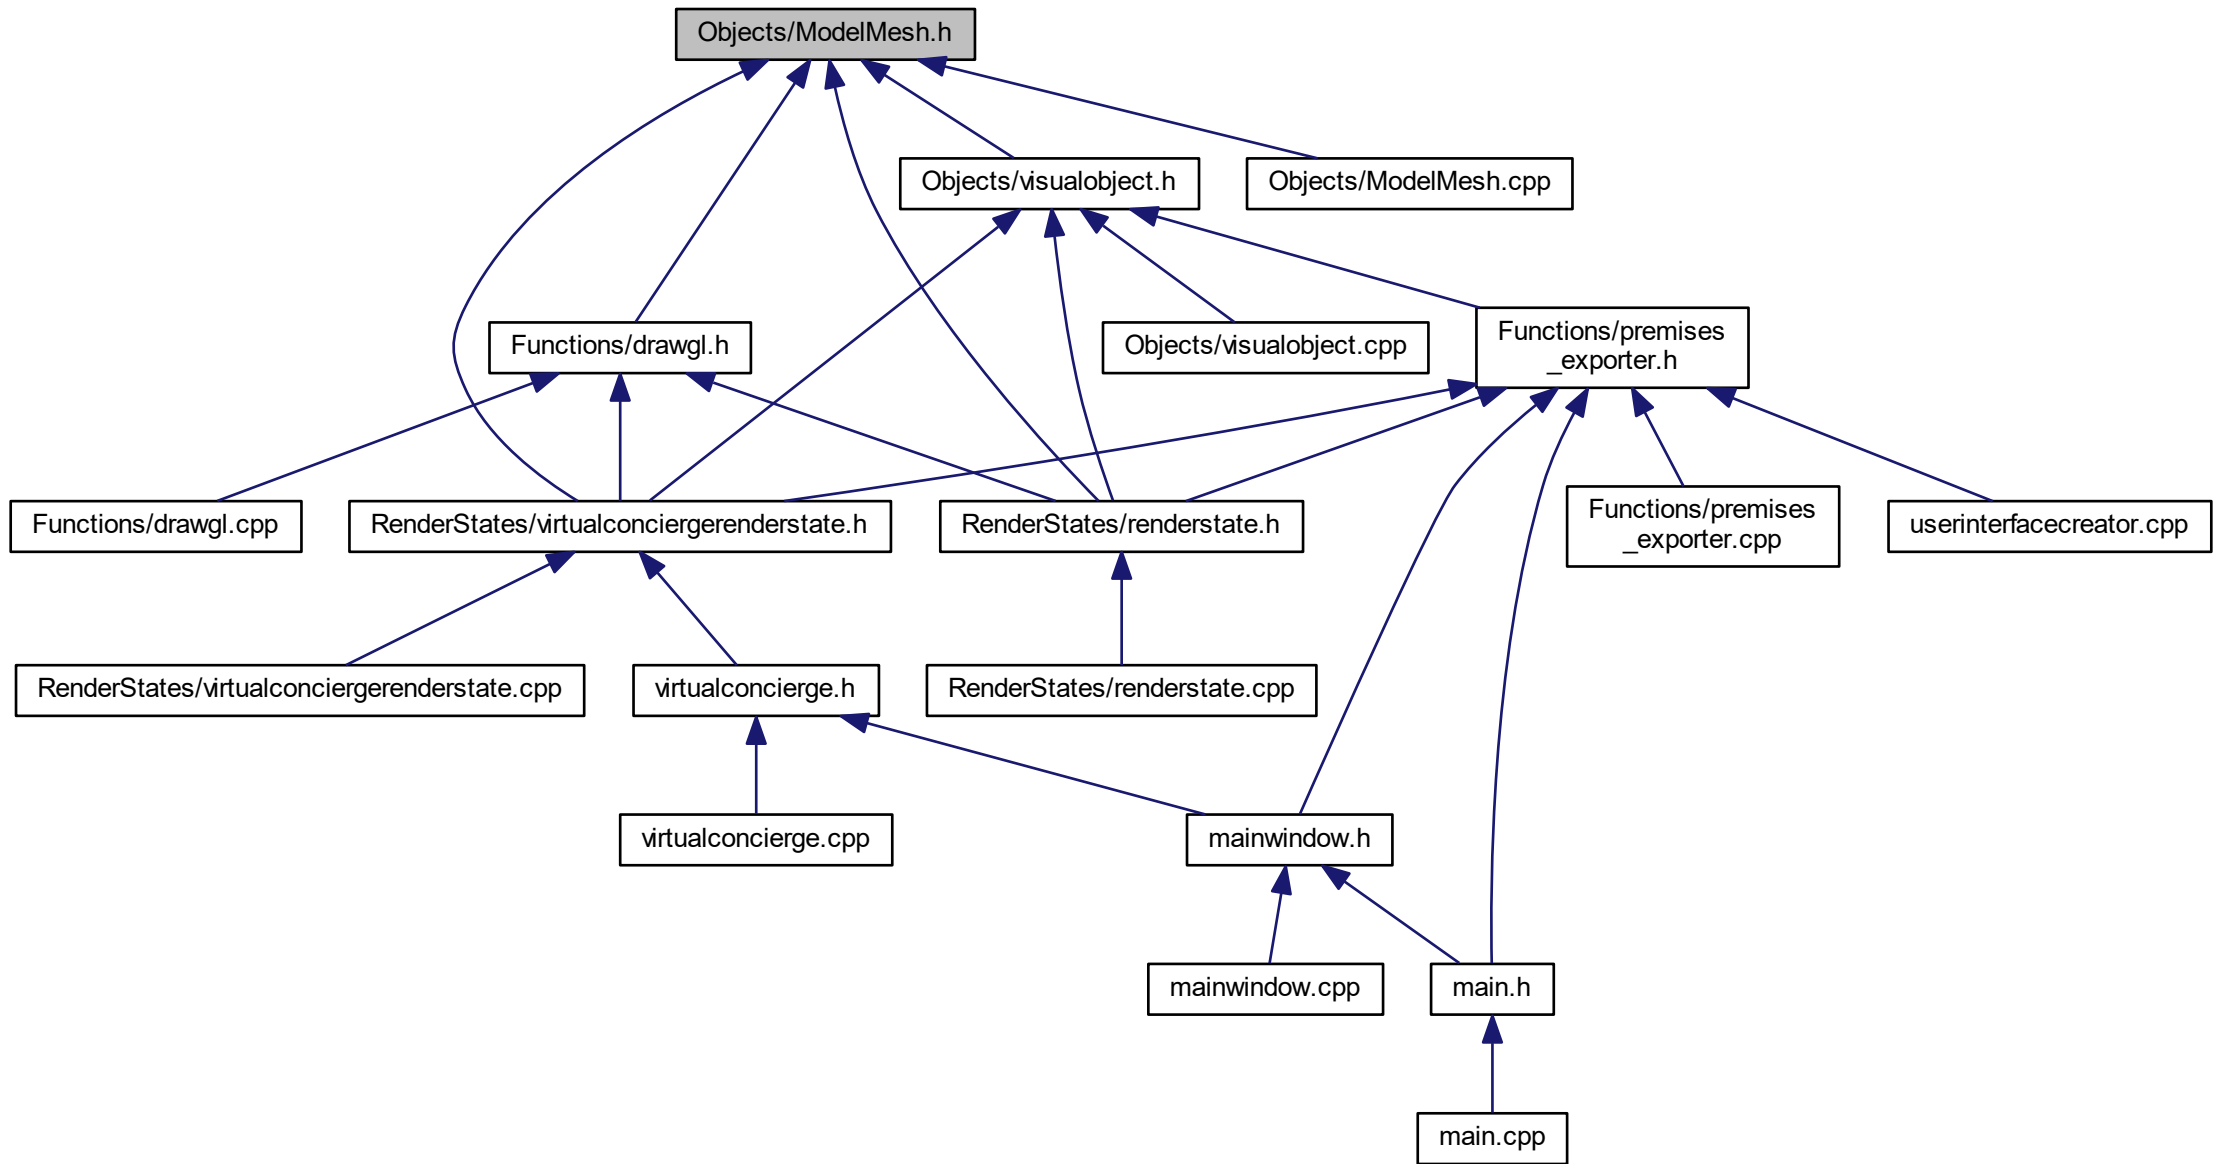 Objects/ModelMesh.h
Objects/visualobject.h
Objects/ModelMesh.cpp
Functions/drawgl.h
Objects/visualobject.cpp
Functions/premises
_exporter.h
Functions/drawgl.cpp
RenderStates/virtualconciergerenderstate.h
RenderStates/renderstate.h
Functions/premises
_exporter.cpp
userinterfacecreator.cpp
RenderStates/virtualconciergerenderstate.cpp
virtualconcierge.h
RenderStates/renderstate.cpp
virtualconcierge.cpp
mainwindow.h
mainwindow.cpp
main.h
main.cpp